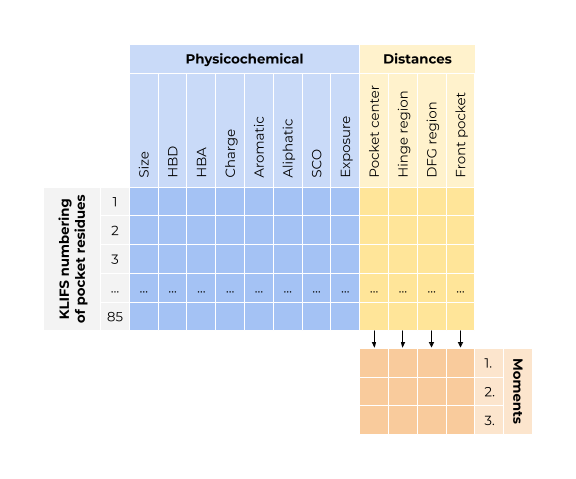 Physicochemical Distances
Size HBD HBA Charge Aromatic Aliphatic SCO Exposure Pocket center Hinge region DFG region Front pocket
KLIFS numbering
of pocket residues
1
2
3
... ... ... ... ... ... ... ... ... ... ... ... ...
85
1.
2.
3.
Moments